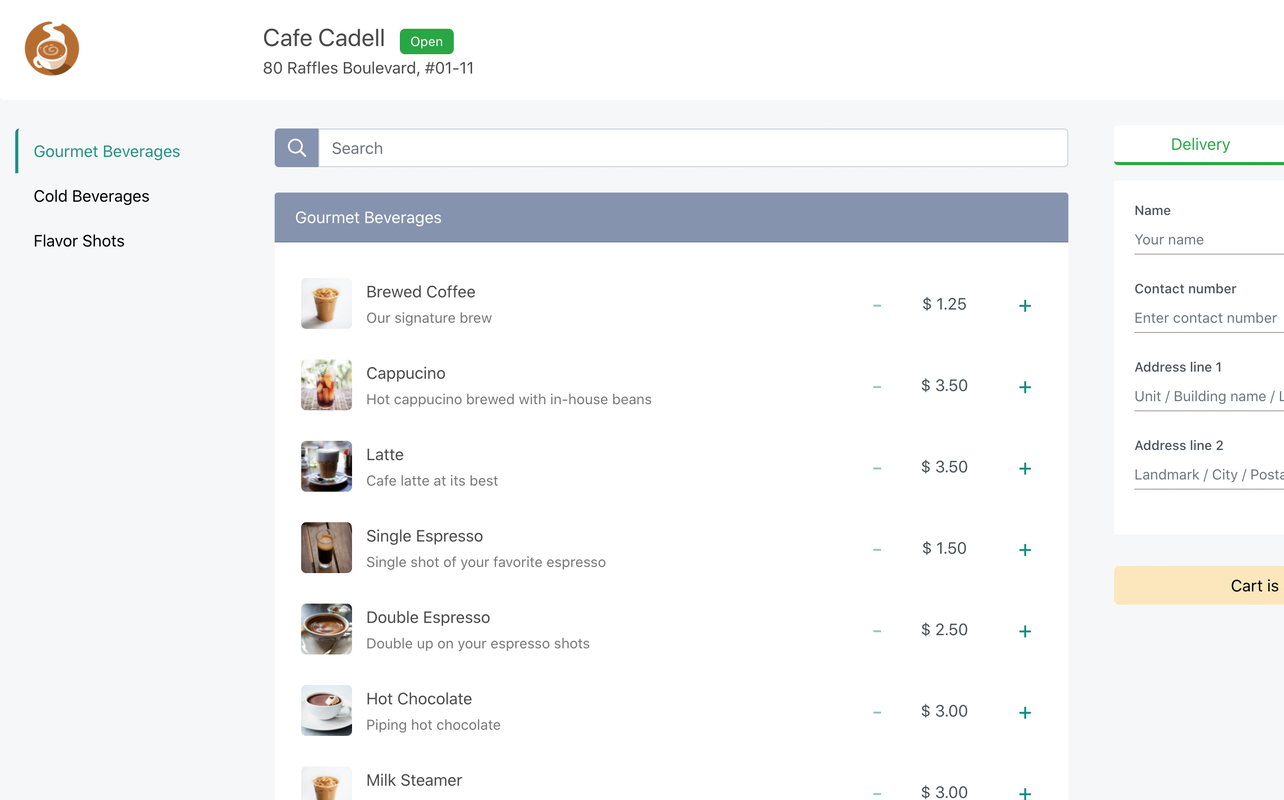 Cafe Cadell Open
80 Raffles Boulevard, #01-11
Gourmet Beverages
Cold Beverages
Flavor Shots
Search
Gourmet Beverages
Brewed Coffee
Our signature brew
– $ 1.25 +
Cappucino
Hot cappucino brewed with in-house beans
– $ 3.50 +
Latte
Cafe latte at its best
– $ 3.50 +
Single Espresso
Single shot of your favorite espresso
– $ 1.50 +
Double Espresso
Double up on your espresso shots
– $ 2.50 +
Hot Chocolate
Piping hot chocolate
– $ 3.00 +
Milk Steamer
– $ 3.00 +
Delivery
Name
Your name
Contact number
Enter contact number
Address line 1
Unit / Building name / L
Address line 2
Landmark / City / Posta
Cart is